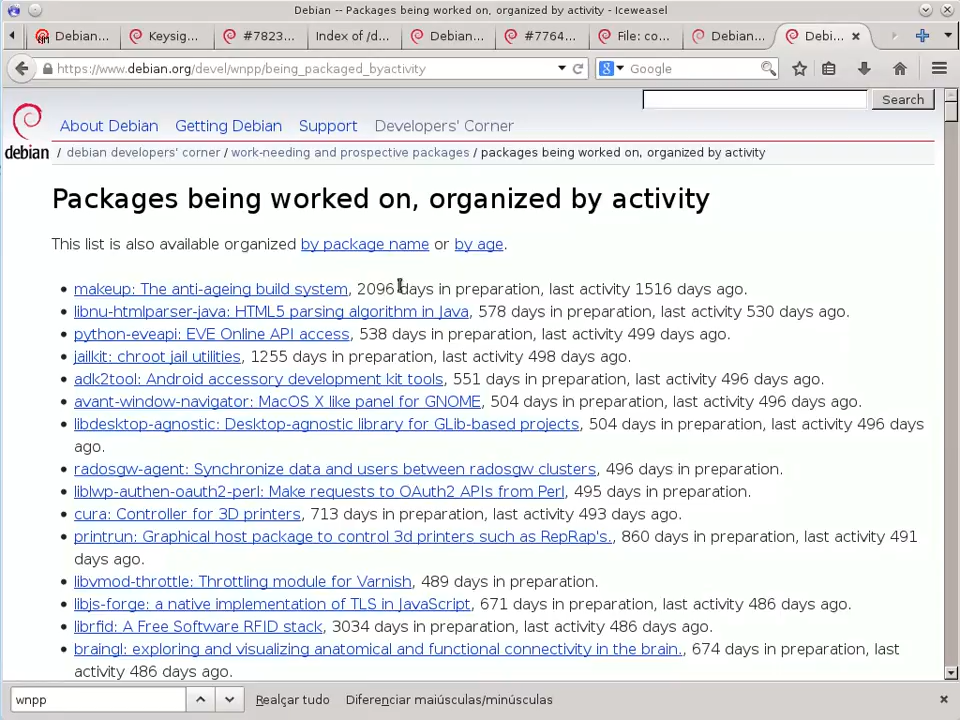 Debian -- Packages being worked on, organized by activity - Iceweasel
Debian... Keysig... #7823... Index of /d... Debian... #7764... File: co... Debian... Debi...
https://www.debian.org/devel/wnpp/being_packaged_byactivity Google
Search
debian
About Debian Getting Debian Support Developers' Corner
/ debian developers' corner / work-needing and prospective packages / packages being worked on, organized by activity
Packages being worked on, organized by activity
This list is also available organized by package name or by age.
• makeup: The anti-ageing build system, 2096 days in preparation, last activity 1516 days ago.
• libnu-htmlparser-java: HTML5 parsing algorithm in Java, 578 days in preparation, last activity 530 days ago.
• python-eveapi: EVE Online API access, 538 days in preparation, last activity 499 days ago.
• jailkit: chroot jail utilities, 1255 days in preparation, last activity 498 days ago.
• adk2tool: Android accessory development kit tools, 551 days in preparation, last activity 496 days ago.
• avant-window-navigator: MacOS X like panel for GNOME, 504 days in preparation, last activity 496 days ago.
• libdesktop-agnostic: Desktop-agnostic library for GLib-based projects, 504 days in preparation, last activity 496 days
ago.
• radosgw-agent: Synchronize data and users between radosgw clusters, 496 days in preparation.
• liblwp-authen-oauth2-perl: Make requests to OAuth2 APIs from Perl, 495 days in preparation.
• cura: Controller for 3D printers, 713 days in preparation, last activity 493 days ago.
• printrun: Graphical host package to control 3d printers such as RepRap's., 860 days in preparation, last activity 491
days ago.
• libvmod-throttle: Throttling module for Varnish, 489 days in preparation.
• libjs-forge: a native implementation of TLS in JavaScript, 671 days in preparation, last activity 486 days ago.
• librfid: A Free Software RFID stack, 3034 days in preparation, last activity 486 days ago.
• braingl: exploring and visualizing anatomical and functional connectivity in the brain., 674 days in preparation, last
activity 486 days ago.
wnpp Realçar tudo Diferenciar maiúsculas/minúsculas